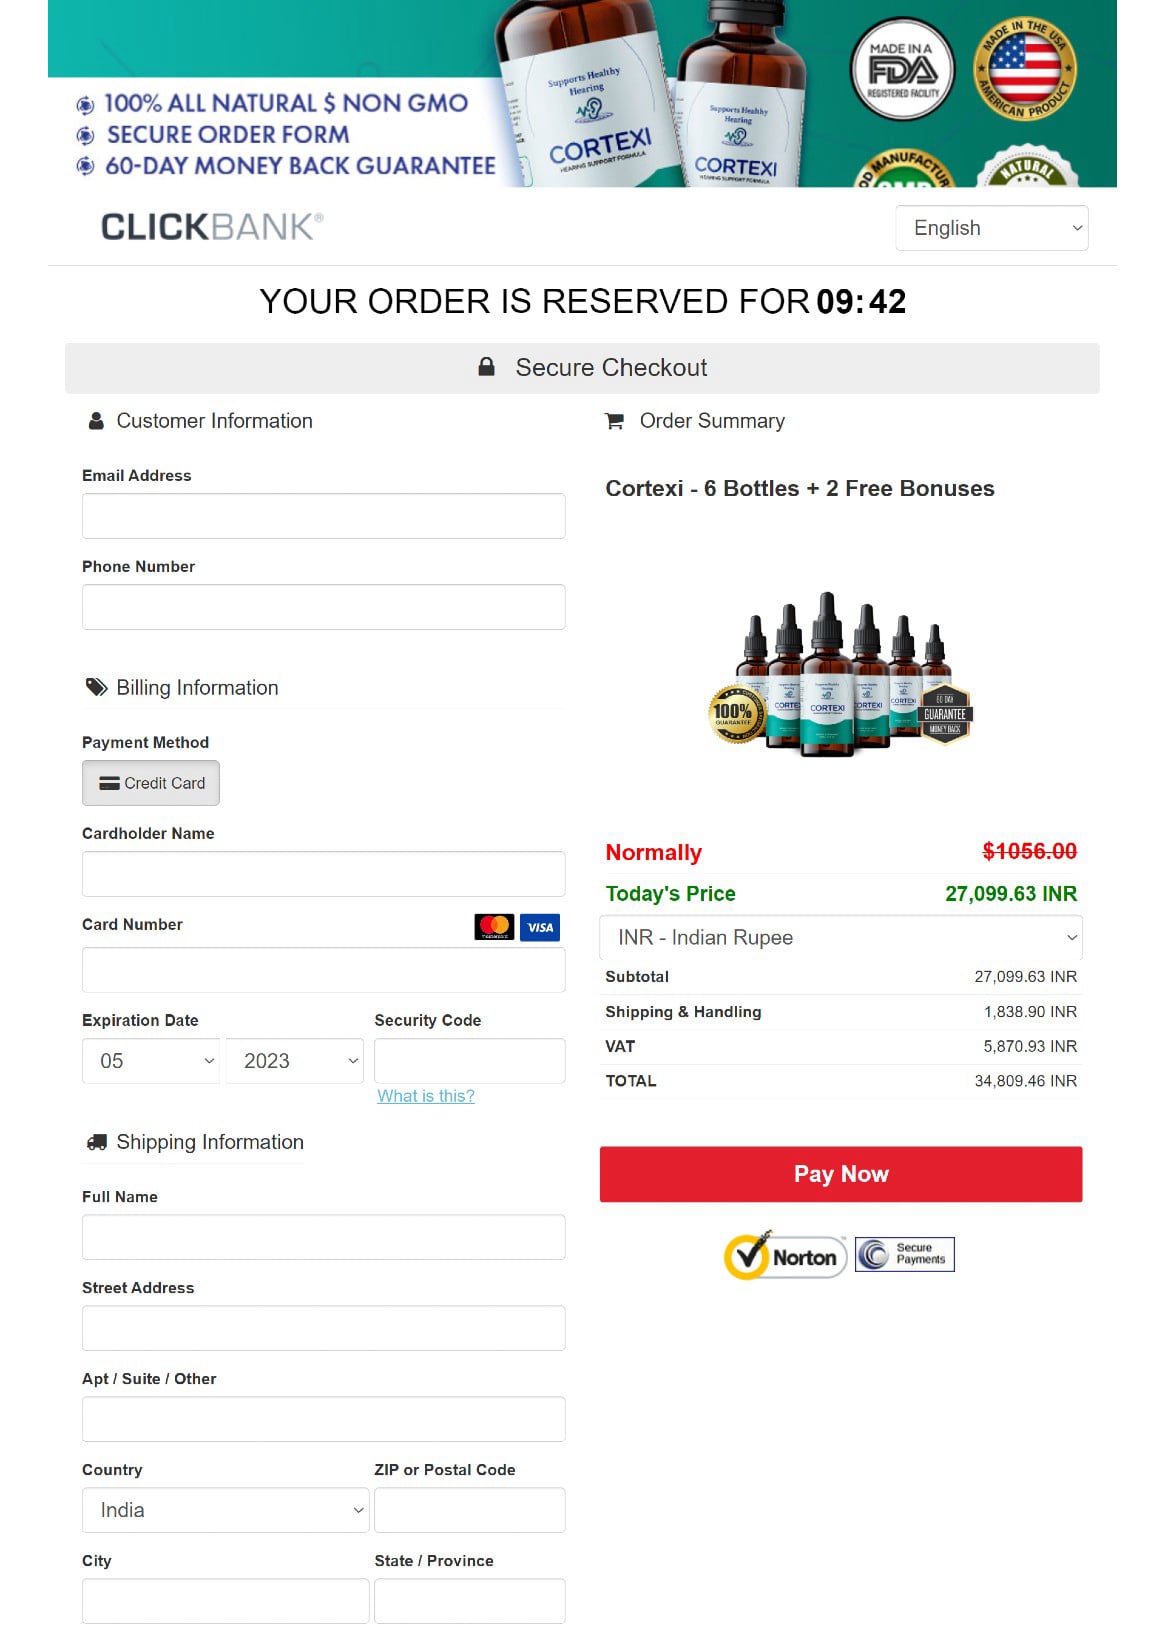 100% ALL NATURAL $ NON GMO
SECURE ORDER FORM
60-DAY MONEY BACK GUARANTEE
Supports Healthy
Hearing
CORTEXI
HEARING SUPPORT FORMULA
Supports Healthy
Hearing
CORTEXI
HEARING SUPPORT FORMULA
MADE IN A
FDA
REGISTERED FACILITY
MADE IN THE USA
AMERICAN PRODUCT
NATURAL
CLICKBANK®
English
YOUR ORDER IS RESERVED FOR 09:42
Secure Checkout
Customer Information
Email Address
Phone Number
Billing Information
Payment Method
Credit Card
Cardholder Name
Card Number
mastercard
VISA
Expiration Date
Security Code
05
2023
What is this?
Shipping Information
Full Name
Street Address
Apt / Suite / Other
Country
ZIP or Postal Code
India
City
State / Province
Order Summary
Cortexi - 6 Bottles + 2 Free Bonuses
100%
GUARANTEE
CORTEXI
60 DAY
GUARANTEE
MONEY BACK
Normally $1056.00
Today's Price 27,099.63 INR
INR - Indian Rupee
Subtotal 27,099.63 INR
Shipping & Handling 1,838.90 INR
VAT 5,870.93 INR
TOTAL 34,809.46 INR
Pay Now
Norton
Secure
Payments